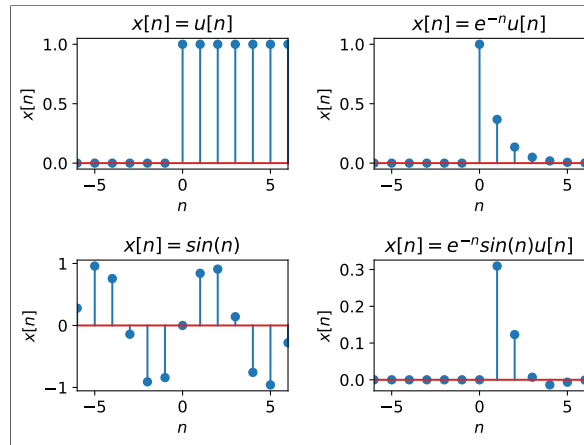 x[n] = u[n]
x[n]
1.0
0.5
0.0
−5 0 5
n
x[n] = e^{−n}u[n]
x[n]
1.0
0.5
0.0
−5 0 5
n
x[n] = sin(n)
x[n]
1
0
−1
−5 0 5
n
x[n] = e^{−n}sin(n)u[n]
x[n]
0.3
0.2
0.1
0.0
−5 0 5
n